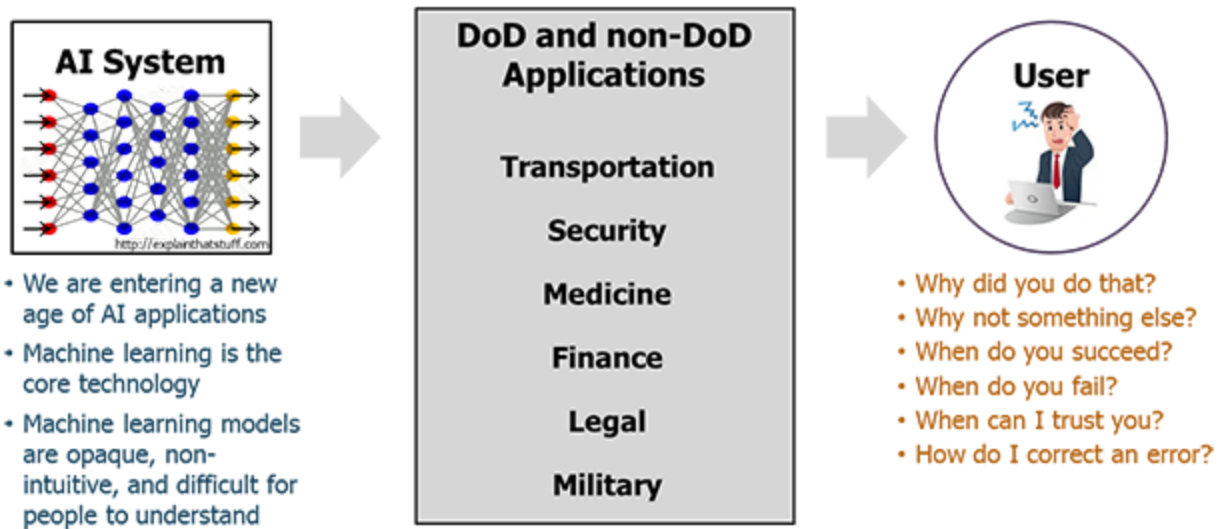 AI System
http://explainthatstuff.com
• We are entering a new
age of AI applications
• Machine learning is the
core technology
• Machine learning models
are opaque, non-
intuitive, and difficult for
people to understand
DoD and non-DoD
Applications
Transportation
Security
Medicine
Finance
Legal
Military
User
• Why did you do that?
• Why not something else?
• When do you succeed?
• When do you fail?
• When can I trust you?
• How do I correct an error?